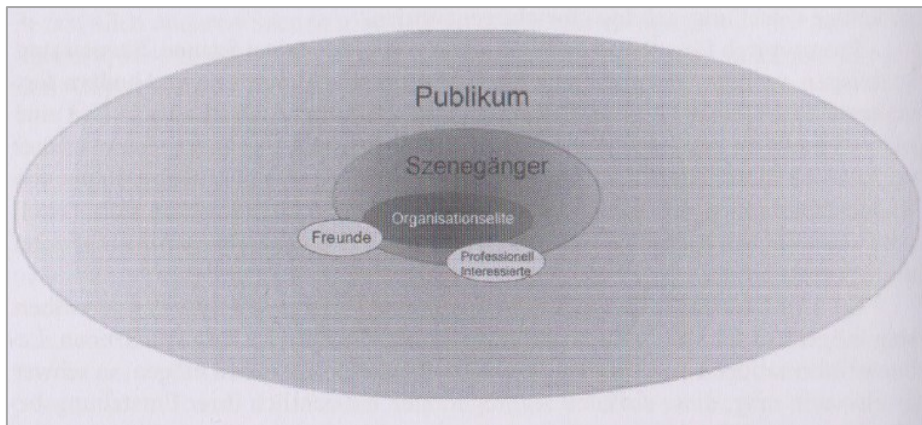 Publikum
Szenegänger
Organisationselite
Freunde
Professionell
Interessierte